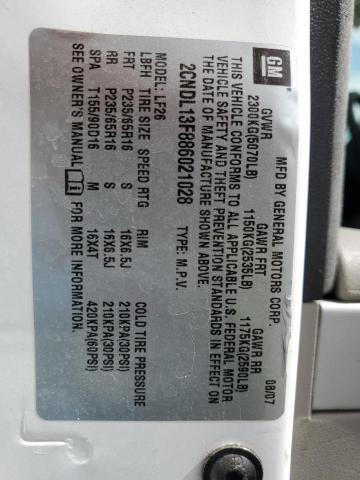 GM
MFD BY GENERAL MOTORS CORP. 08/07
GVWR GAWR FRT GAWR RR
2300KG(5070LB) 1150KG(2535LB) 1175KG(2590LB)
THIS VEHICLE CONFORMS TO ALL APPLICABLE U.S. FEDERAL MOTOR
VEHICLE SAFETY AND THEFT PREVENTION STANDARDS IN EFFECT ON
THE DATE OF MANUFACTURE SHOWN ABOVE.
2CNDL13F886021028 TYPE: M.P.V.
MODEL: LF26
LBFH TIRE SIZE SPEED RTG RIM COLD TIRE PRESSURE
FRT P235/65R16 S 16X6.5J 210KPA(30PSI)
RR P235/65R16 S 16X6.5J 210KPA(30PSI)
SPA T155/90D16 M 16X4T 420KPA(60PSI)
SEE OWNER'S MANUAL FOR MORE INFORMATION.